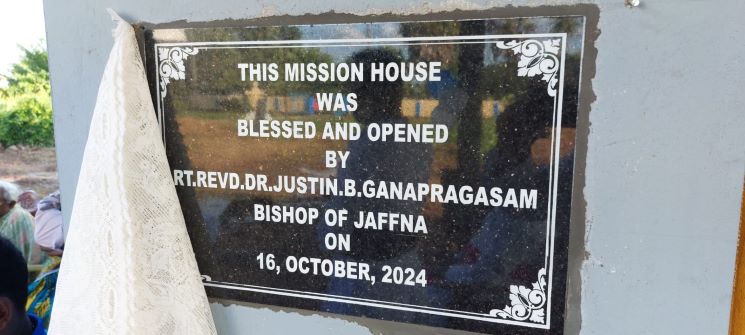 THIS MISSION HOUSE
WAS
BLESSED AND OPENED
BY
RT.REVD.DR.JUSTIN.B.GANAPRAGASAM
BISHOP OF JAFFNA
ON
16, OCTOBER, 2024